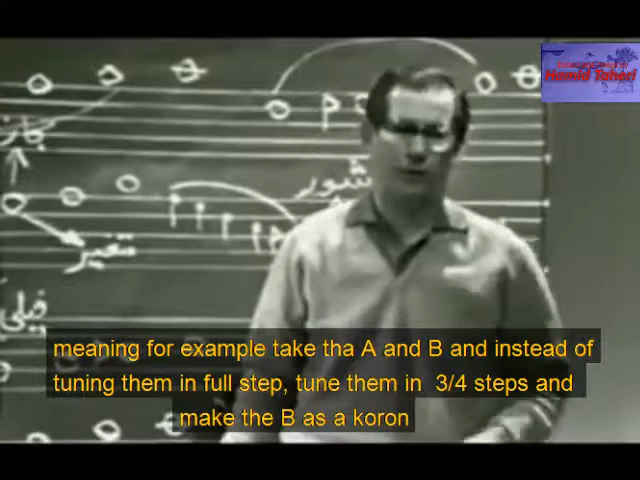 Hamid Taheri
شور
متغیر
meaning for example take tha A and B and instead of
tuning them in full step, tune them in 3/4 steps and
make the B as a koron